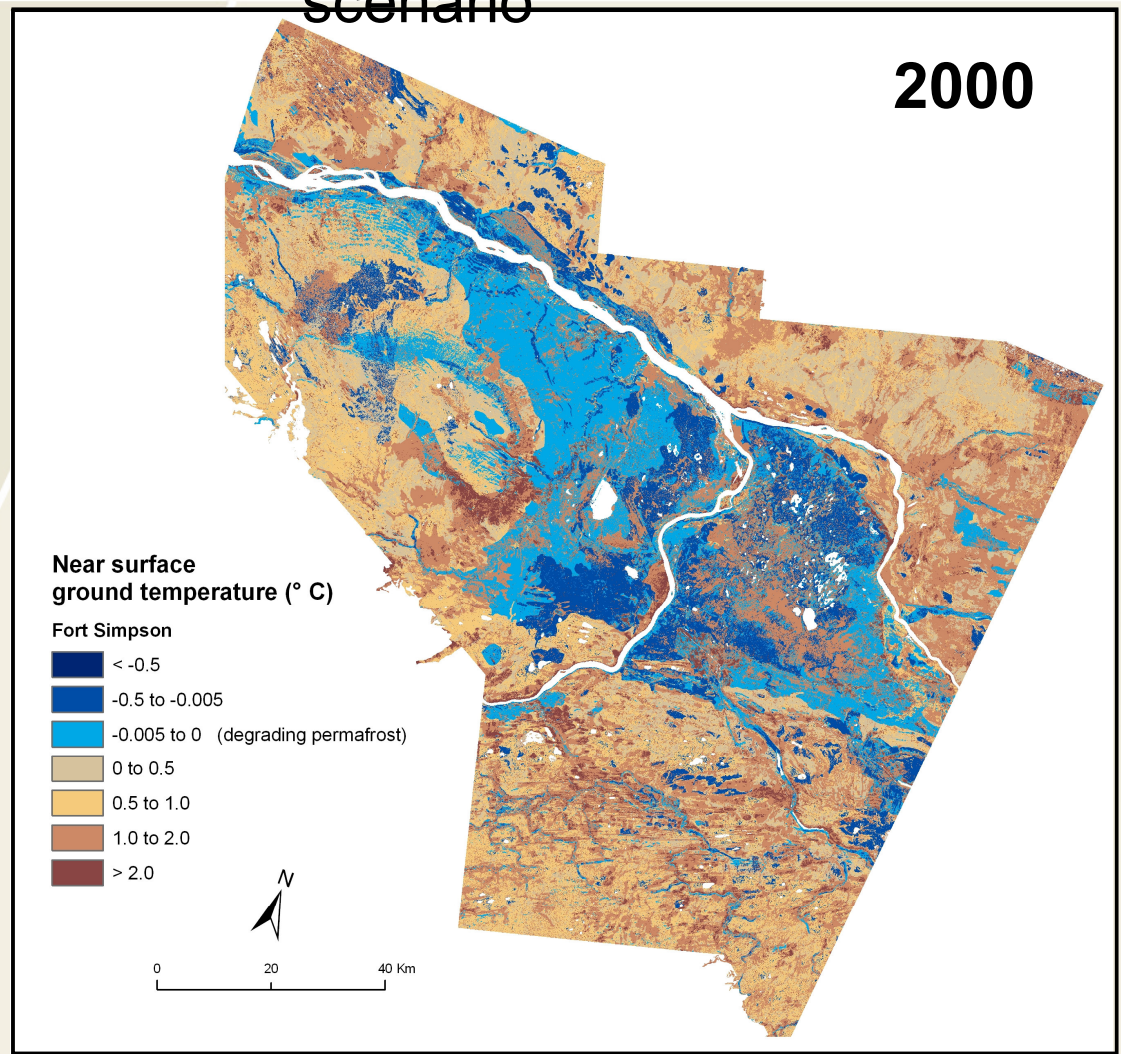 scenario
2000
Near surface
ground temperature (° C)
Fort Simpson
< -0.5
-0.5 to -0.005
-0.005 to 0 (degrading permafrost)
0 to 0.5
0.5 to 1.0
1.0 to 2.0
> 2.0
N
0 20 40 Km